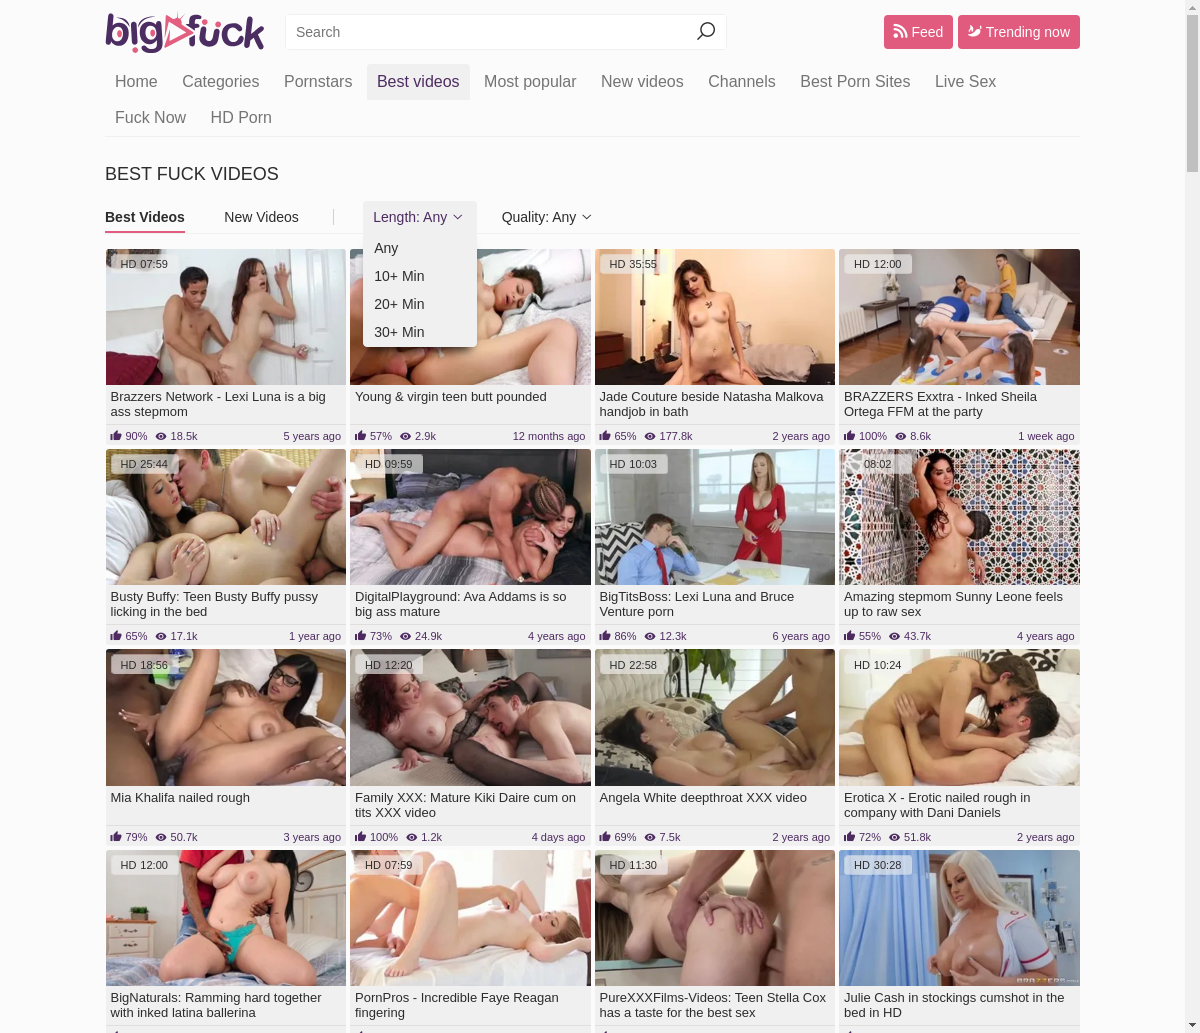 bigfuck
Search
Feed
Trending now
Home Categories Pornstars Best videos Most popular New videos Channels Best Porn Sites Live Sex
Fuck Now HD Porn
BEST FUCK VIDEOS
Best Videos New Videos Length: Any Quality: Any
Any
10+ Min
20+ Min
30+ Min
HD 07:59
Brazzers Network - Lexi Luna is a big
ass stepmom
90% 18.5k 5 years ago
Young & virgin teen butt pounded
57% 2.9k 12 months ago
HD 35:55
Jade Couture beside Natasha Malkova
handjob in bath
65% 177.8k 2 years ago
HD 12:00
BRAZZERS Exxtra - Inked Sheila
Ortega FFM at the party
100% 8.6k 1 week ago
HD 25:44
Busty Buffy: Teen Busty Buffy pussy
licking in the bed
65% 17.1k 1 year ago
HD 09:59
DigitalPlayground: Ava Addams is so
big ass mature
73% 24.9k 4 years ago
HD 10:03
BigTitsBoss: Lexi Luna and Bruce
Venture porn
86% 12.3k 6 years ago
08:02
Amazing stepmom Sunny Leone feels
up to raw sex
55% 43.7k 4 years ago
HD 18:56
Mia Khalifa nailed rough
79% 50.7k 3 years ago
HD 12:20
Family XXX: Mature Kiki Daire cum on
tits XXX video
100% 1.2k 4 days ago
HD 22:58
Angela White deepthroat XXX video
69% 7.5k 2 years ago
HD 10:24
Erotica X - Erotic nailed rough in
company with Dani Daniels
72% 51.8k 2 years ago
HD 12:00
BigNaturals: Ramming hard together
with inked latina ballerina
HD 07:59
PornPros - Incredible Faye Reagan
fingering
HD 11:30
PureXXXFilms-Videos: Teen Stella Cox
has a taste for the best sex
HD 30:28
BRAZZERS
Julie Cash in stockings cumshot in the
bed in HD